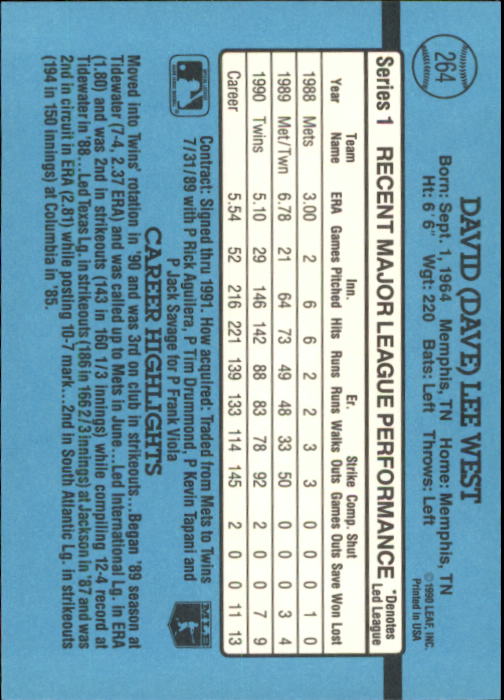 264
DAVID (DAVE) LEE WEST
Born: Sept. 1, 1964 Memphis, TN Home: Memphis, TN
Ht: 6'6" Wgt: 220 Bats: Left Throws: Left
©1990 LEAF, INC.
Printed in USA
Series 1 RECENT MAJOR LEAGUE PERFORMANCE *Denotes Led League
Year Team Name ERA Games Inn. Pitched Hits Runs Er. Runs Walks Strike Outs Comp. Games Shut Outs Save Won Lost
1988 Mets 3.00 2 6 6 2 2 3 3 0 0 0 1 0
1989 Met/Twn 6.78 21 64 73 49 48 33 50 0 0 0 3 4
1990 Twins 5.10 29 146 142 88 83 78 92 2 0 0 7 9
Career 5.54 52 216 221 139 133 114 145 2 0 0 11 13
Contract: Signed thru 1991. How acquired: Traded from Mets to Twins
7/31/89 with P Rick Aguilera, P Tim Drummond, P Kevin Tapani and
P Jack Savage for P Frank Viola
MLB
CAREER HIGHLIGHTS
Moved into Twins' rotation in '90 and was 3rd on club in strikeouts...Began '89 season at
Tidewater (7-4, 2.37 ERA) and was called up to Mets in June...Led International Lg. in ERA
(1.80) and was 2nd in strikeouts (143 in 160 1/3 innings) while compiling 12-4 record at
Tidewater in '88...Led Texas Lg. in strikeouts (186 in 166 2/3 innings) at Jackson in '87 and was
2nd in circuit in ERA (2.81) while posting 10-7 mark...2nd in South Atlantic Lg. in strikeouts
(194 in 150 innings) at Columbia in '85.